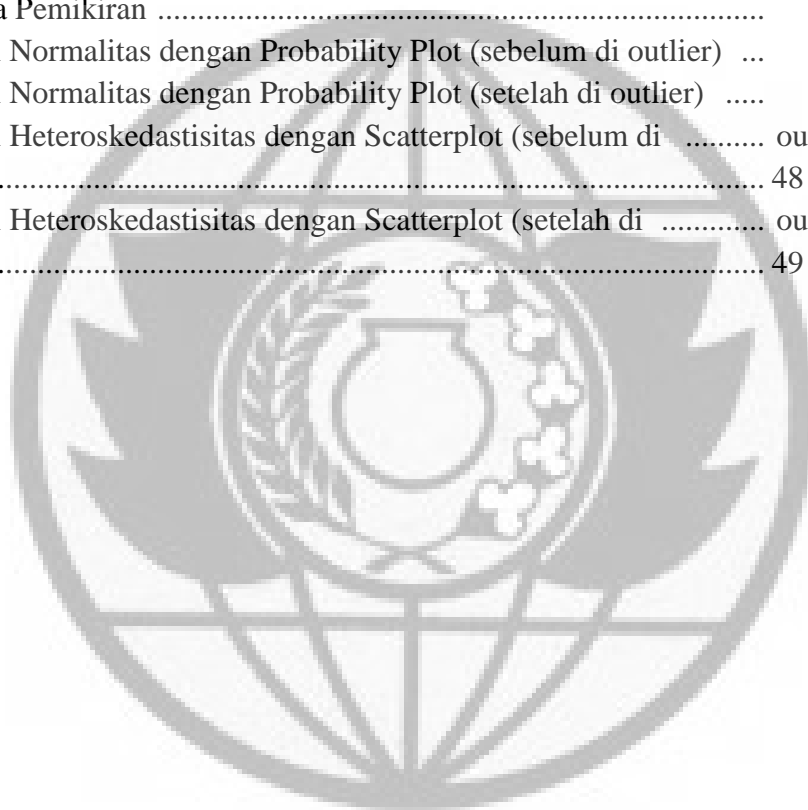 a Pemikiran ........................................................................
Normalitas dengan Probability Plot (sebelum di outlier) ...
Normalitas dengan Probability Plot (setelah di outlier) .....
Heteroskedastisitas dengan Scatterplot (sebelum di .......... ou
........................................................................................... 48
Heteroskedastisitas dengan Scatterplot (setelah di ............ ou
........................................................................................... 49